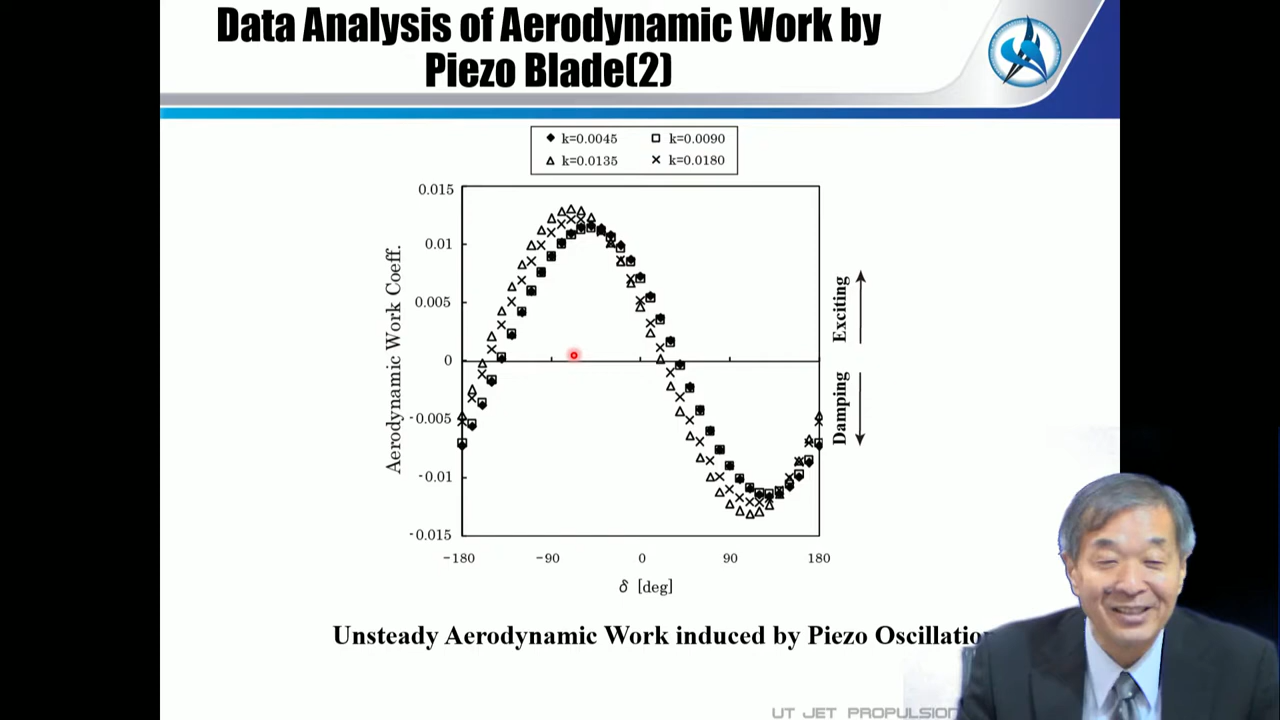 Data Analysis of Aerodynamic Work by
Piezo Blade(2)
k=0.0045 k=0.0090
k=0.0135 k=0.0180
0.015
0.01
0.005
0
-0.005
-0.01
-0.015
Aerodynamic Work Coeff.
Exciting
Damping
−180 −90 0 90 180
δ [deg]
Unsteady Aerodynamic Work induced by Piezo Oscillatio
UT JET PROPULSION